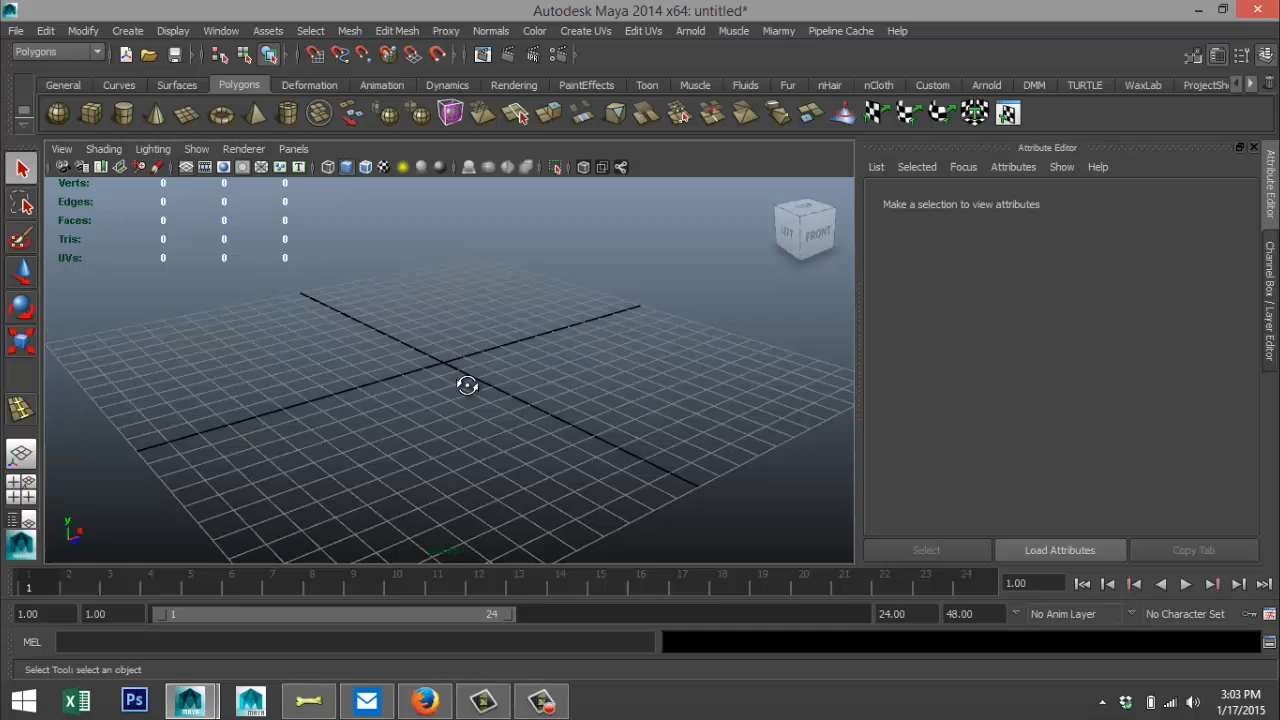 Autodesk Maya 2014 x64: untitled*
File Edit Modify Create Display Window Assets Select Mesh Edit Mesh Proxy Normals Color Create UVs Edit UVs Arnold Muscle Miarmy Pipeline Cache Help
Polygons
General Curves Surfaces Polygons Deformation Animation Dynamics Rendering PaintEffects Toon Muscle Fluids Fur nHair nCloth Custom Arnold DMM TURTLE WaxLab ProjectSh
View Shading Lighting Show Renderer Panels
Attribute Editor
List Selected Focus Attributes Show Help
Make a selection to view attributes
Verts: 0 0 0
Edges: 0 0 0
Faces: 0 0 0
Tris: 0 0 0
UVs: 0 0 0
FRONT
Attribute Editor
Channel Box / Layer Editor
y
x
persp
Select Load Attributes Copy Tab
1 2 3 4 5 6 7 8 9 10 11 12 13 14 15 16 17 18 19 20 21 22 23 24
1 1.00
1.00 1.00 1 24 24.00 48.00 No Anim Layer No Character Set
MEL
Select Tool: select an object
3:03 PM
1/17/2015